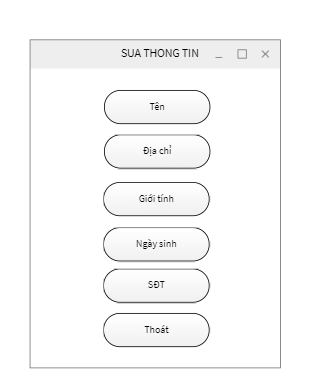 SUA THONG TIN
Tên
Địa chỉ
Giới tính
Ngày sinh
SĐT
Thoát